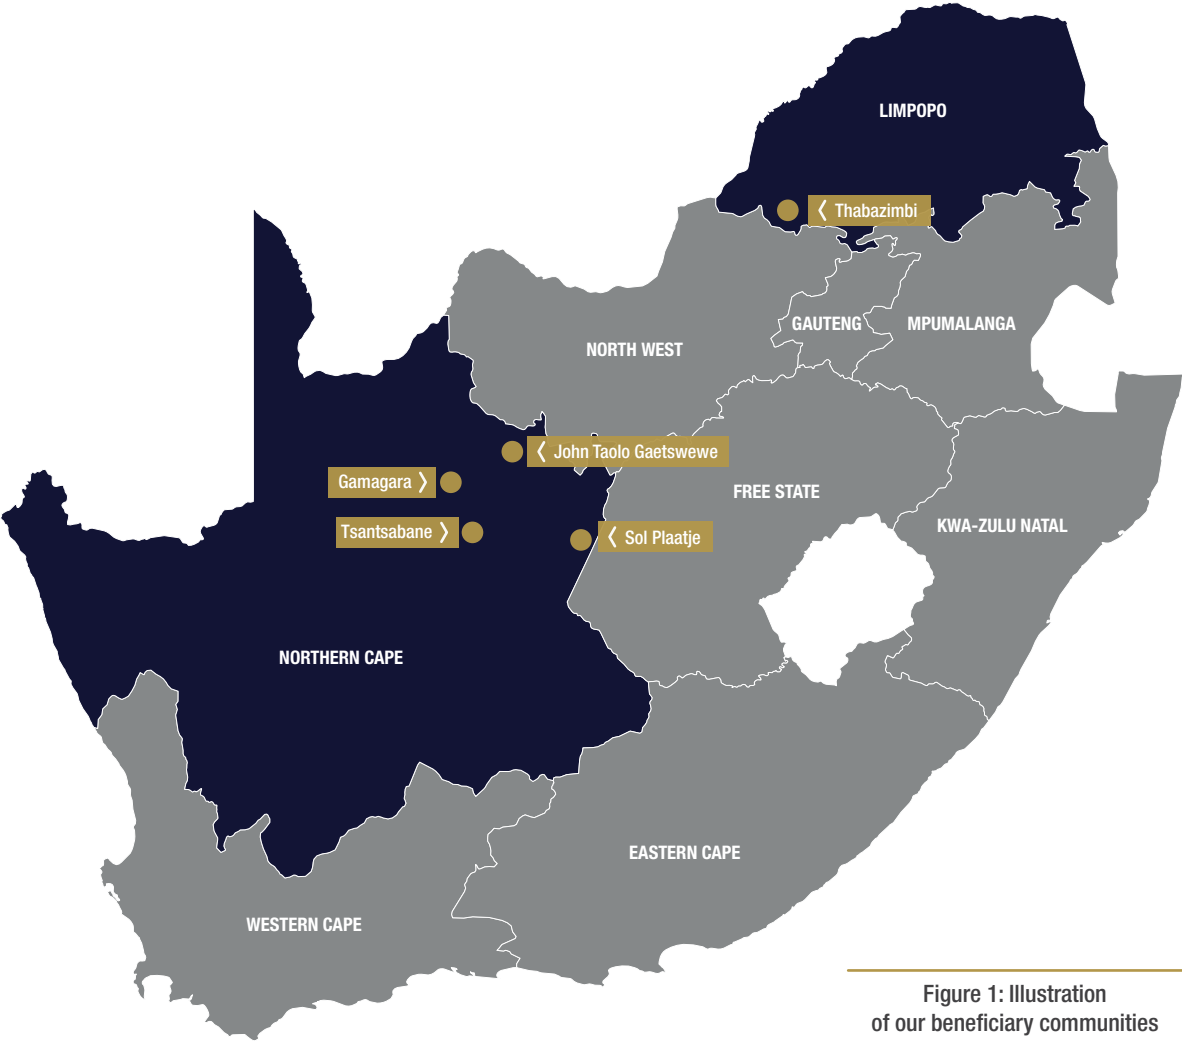 LIMPOPO
Thabazimbi
GAUTENG
MPUMALANGA
NORTH WEST
John Taolo Gaetswewe
Gamagara
FREE STATE
KWA-ZULU NATAL
Tsantsabane
Sol Plaatje
NORTHERN CAPE
EASTERN CAPE
WESTERN CAPE
Figure 1: Illustration
of our beneficiary communities